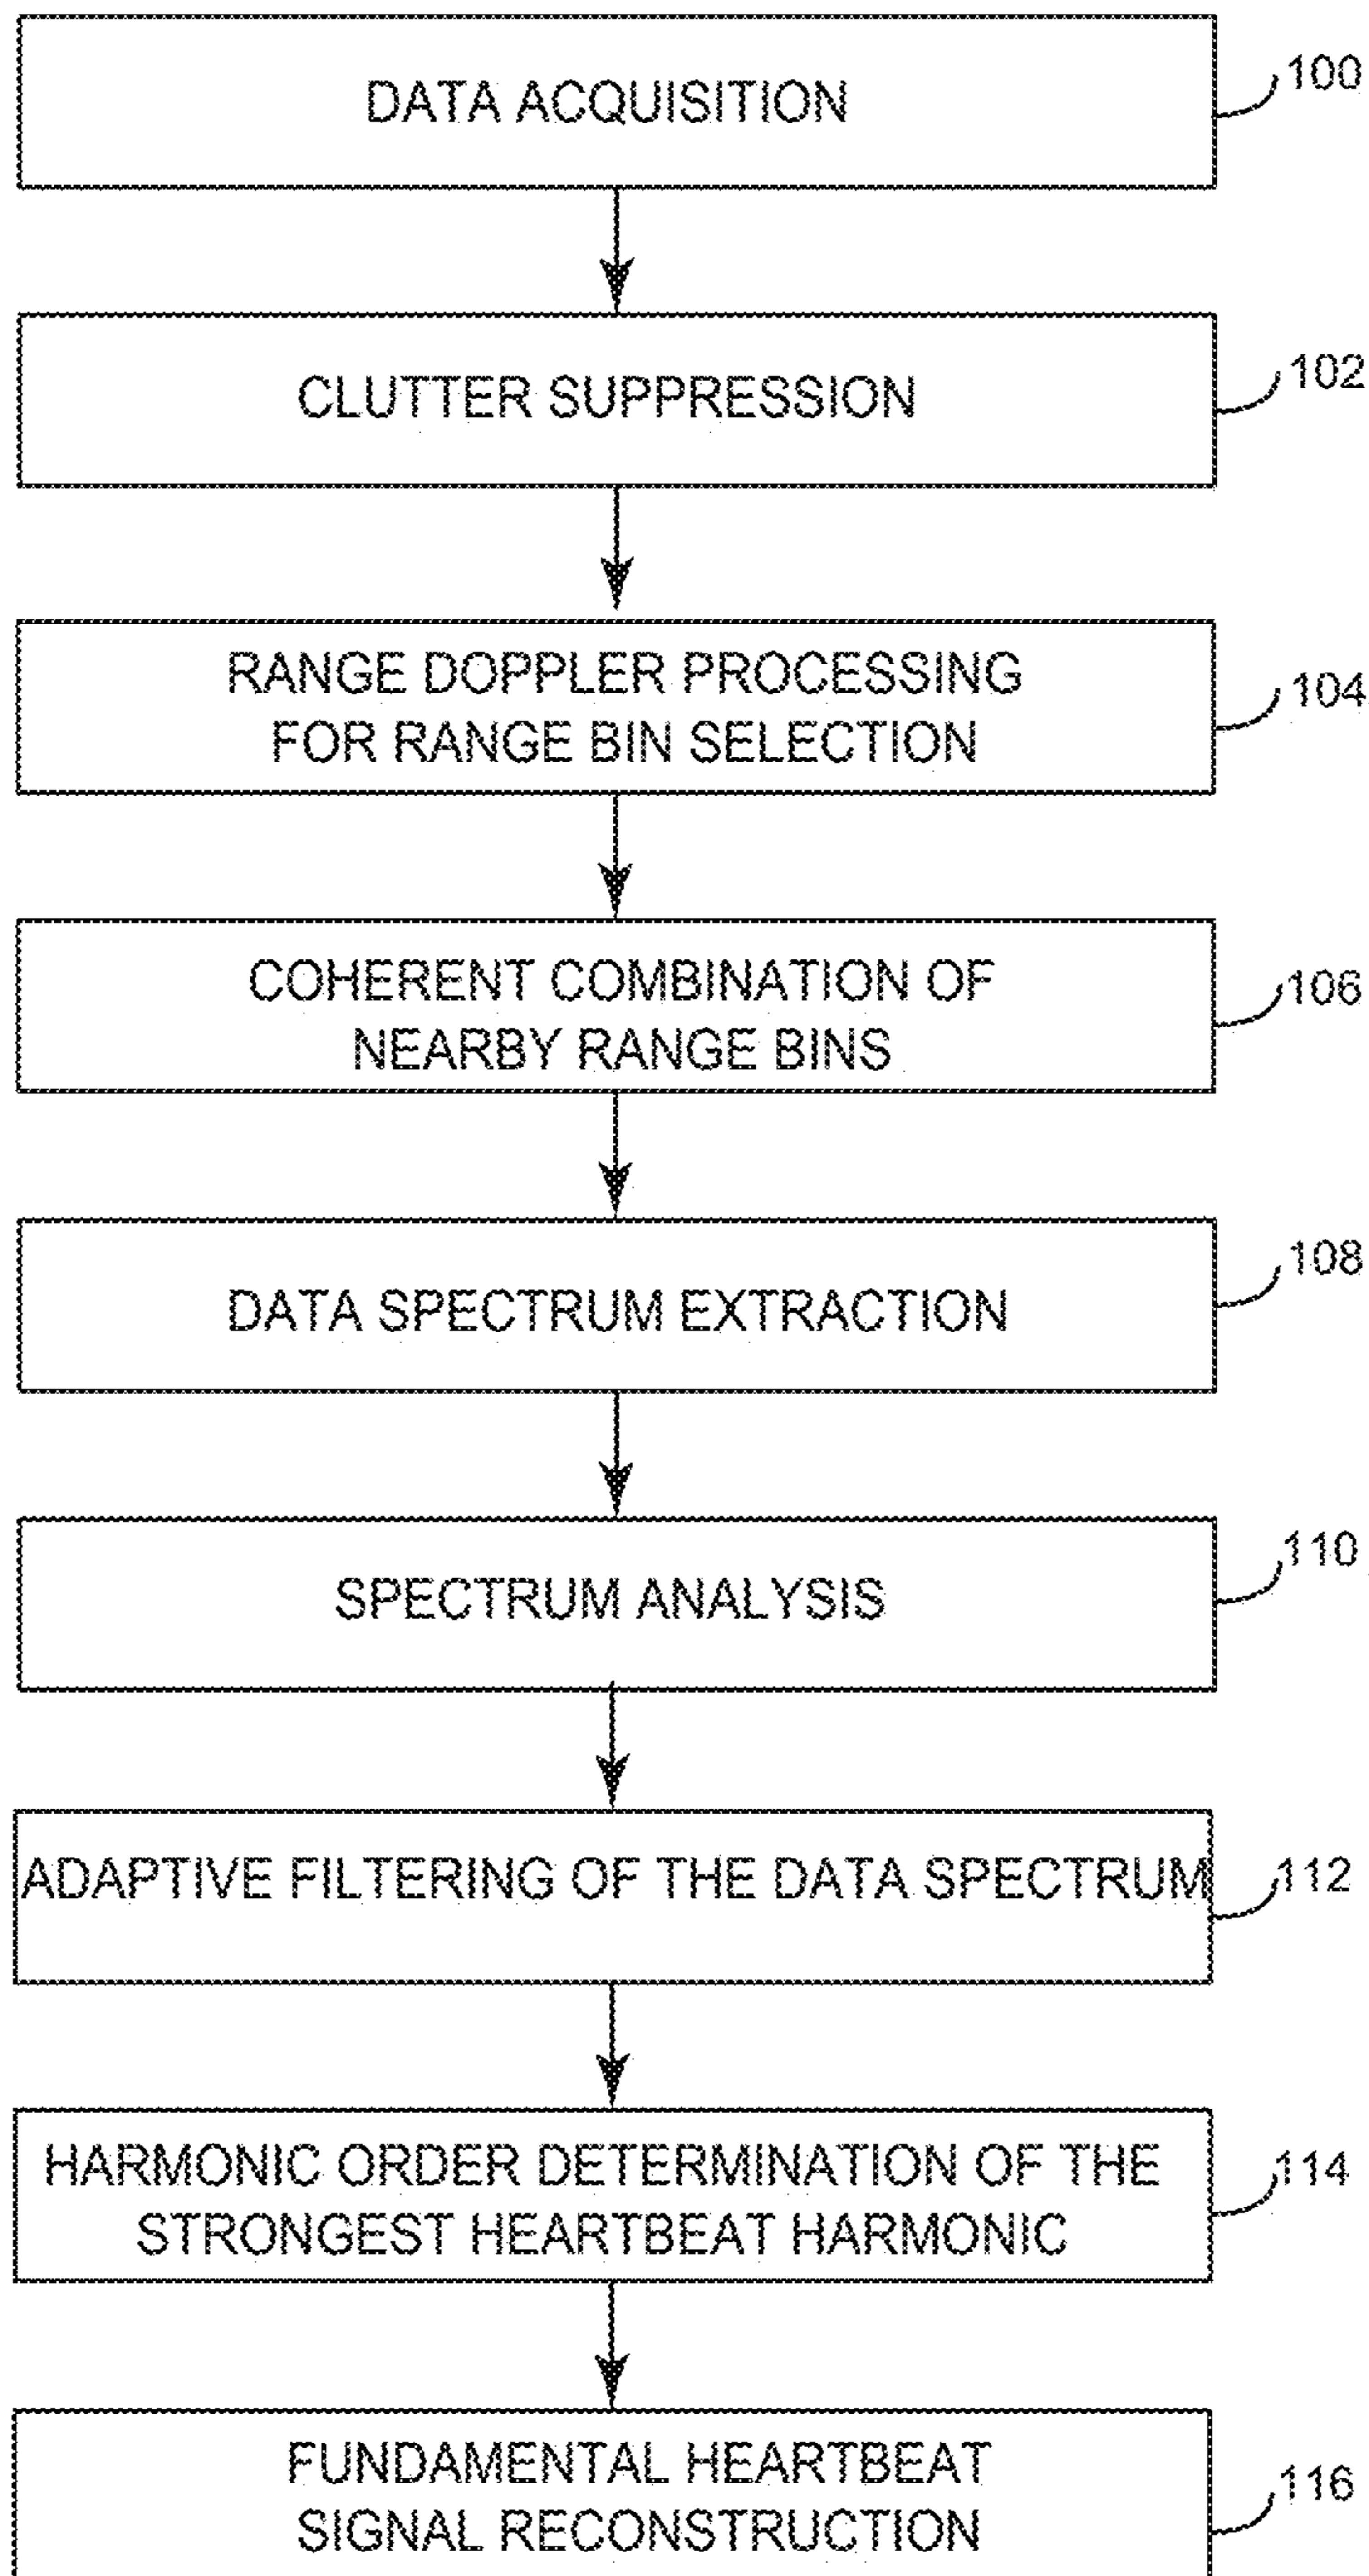 DATA ACQUISITION
100
CLUTTER SUPPRESSION
102
RANGE DOPPLER PROCESSING
FOR RANGE BIN SELECTION
104
COHERENT COMBINATION OF
NEARBY RANGE BINS
106
DATA SPECTRUM EXTRACTION
108
SPECTRUM ANALYSIS
110
ADAPTIVE FILTERING OF THE DATA SPECTRUM
112
HARMONIC ORDER DETERMINATION OF THE
STRONGEST HEARTBEAT HARMONIC
114
FUNDAMENTAL HEARTBEAT
SIGNAL RECONSTRUCTION
116